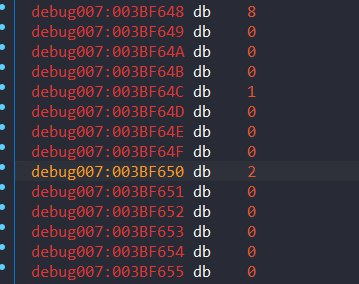 debug007:003BF648 db 8
debug007:003BF649 db 0
debug007:003BF64A db 0
debug007:003BF64B db 0
debug007:003BF64C db 1
debug007:003BF64D db 0
debug007:003BF64E db 0
debug007:003BF64F db 0
debug007:003BF650 db 2
debug007:003BF651 db 0
debug007:003BF652 db 0
debug007:003BF653 db 0
debug007:003BF654 db 0
debug007:003BF655 db 0